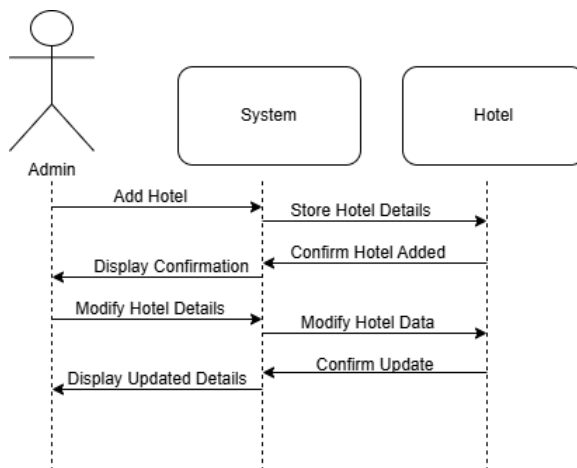 System
Hotel
Admin
Add Hotel
Store Hotel Details
Confirm Hotel Added
Display Confirmation
Modify Hotel Details
Modify Hotel Data
Confirm Update
Display Updated Details